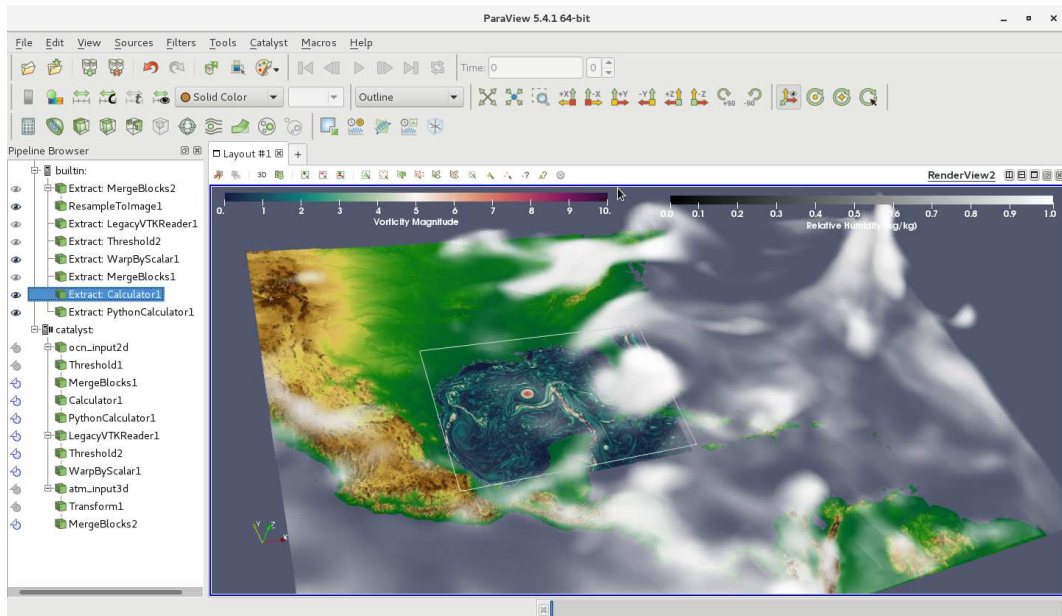 ParaView 5.4.1 64-bit
File Edit View Sources Filters Tools Catalyst Macros Help
Time: 0 0
Solid Color Outline +X -X +Y -Y +Z -Z +90 -90
Pipeline Browser
Layout #1 +
builtin:
3D
RenderView2
Extract: MergeBlocks2
ResampleToImage1
Extract: LegacyVTKReader1
Extract: Threshold2
Extract: WarpByScalar1
Extract: MergeBlocks1
Extract: Calculator1
Extract: PythonCalculator1
catalyst:
ocn_input2d
Threshold1
MergeBlocks1
Calculator1
PythonCalculator1
LegacyVTKReader1
Threshold2
WarpByScalar1
atm_input3d
Transform1
MergeBlocks2
0. 1 2 3 4 5 6 7 8 9 10.
Vorticity Magnitude
0.0 0.1 0.2 0.3 0.4 0.5 0.6 0.7 0.8 0.9 1.0
Relative Humidity (kg/kg)
Y Z X